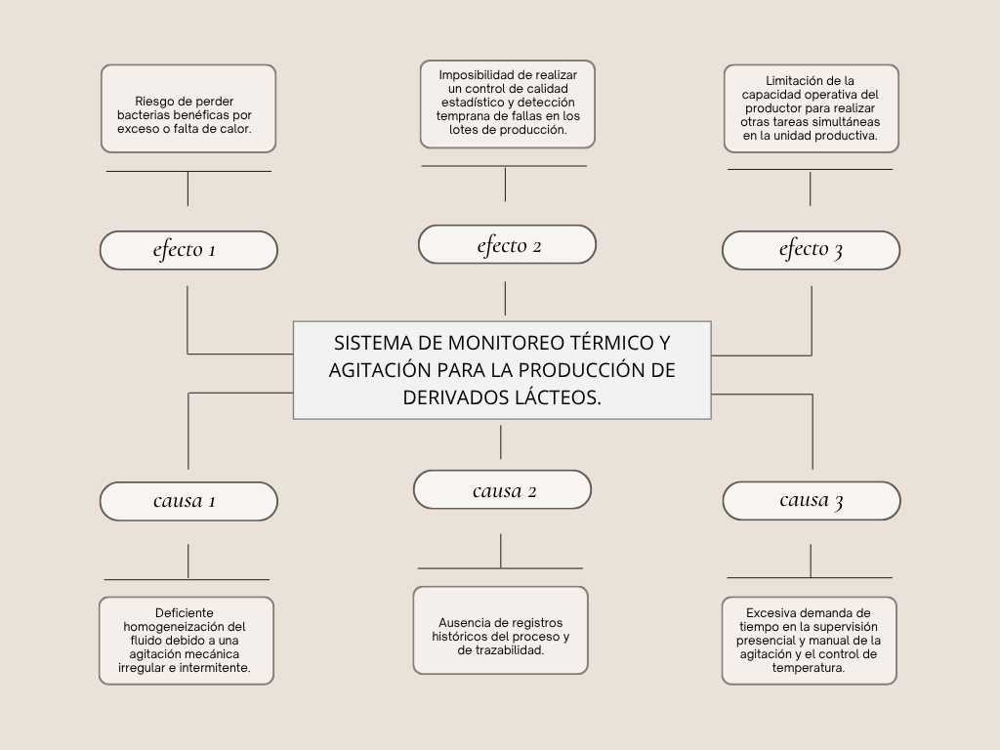 Riesgo de perder
bacterias benéficas por
exceso o falta de calor.
Imposibilidad de realizar
un control de calidad
estadístico y detección
temprana de fallas en los
lotes de producción.
Limitación de la
capacidad operativa del
productor para realizar
otras tareas simultáneas
en la unidad productiva.
efecto 1
efecto 2
efecto 3
SISTEMA DE MONITOREO TÉRMICO Y
AGITACIÓN PARA LA PRODUCCIÓN DE
DERIVADOS LÁCTEOS.
causa 1
causa 2
causa 3
Deficiente
homogeneización del
fluido debido a una
agitación mecánica
irregular e intermitente.
Ausencia de registros
históricos del proceso y
de trazabilidad.
Excesiva demanda de
tiempo en la supervisión
presencial y manual de la
agitación y el control de
temperatura.